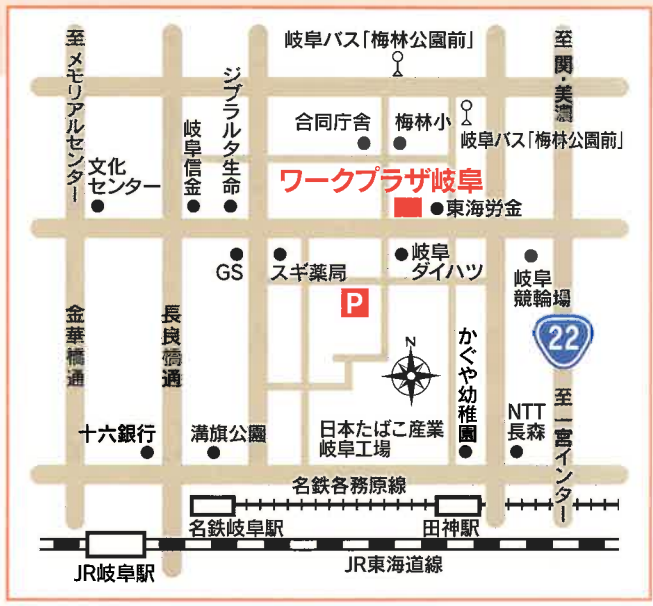 岐阜バス｢梅林公園前｣
至メモリアルセンター
至関・美濃
ジブラルタ生命
岐阜信金
合同庁舎
梅林小
岐阜バス｢梅林公園前｣
文化
センター
ワークプラザ岐阜
東海労金
GS
スギ薬局
岐阜
ダイハツ
岐阜
競輪場
P
金華橋通
長良橋通
22
N
かぐや幼稚園
至一宮インター
十六銀行
溝旗公園
日本たばこ産業
岐阜工場
NTT
長森
名鉄各務原線
名鉄岐阜駅
田神駅
JR岐阜駅
JR東海道線